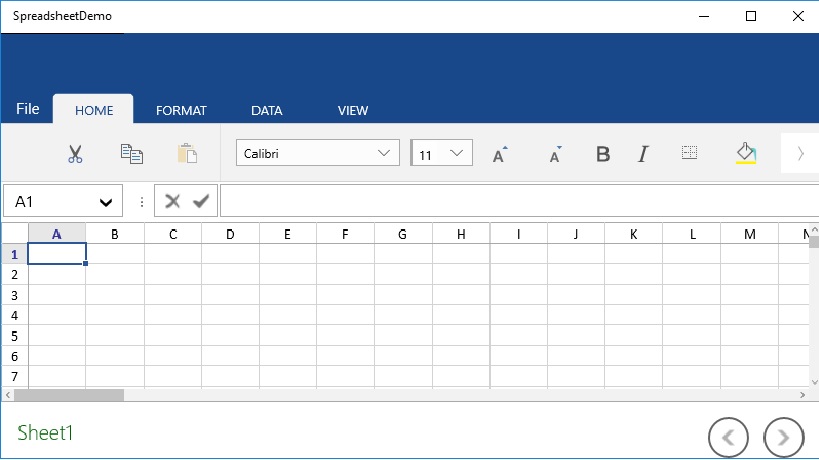 SpreadsheetDemo
File HOME FORMAT DATA VIEW
Calibri 11 A A B I
A1
A B C D E F G H I J K L M N
1
2
3
4
5
6
7
Sheet1